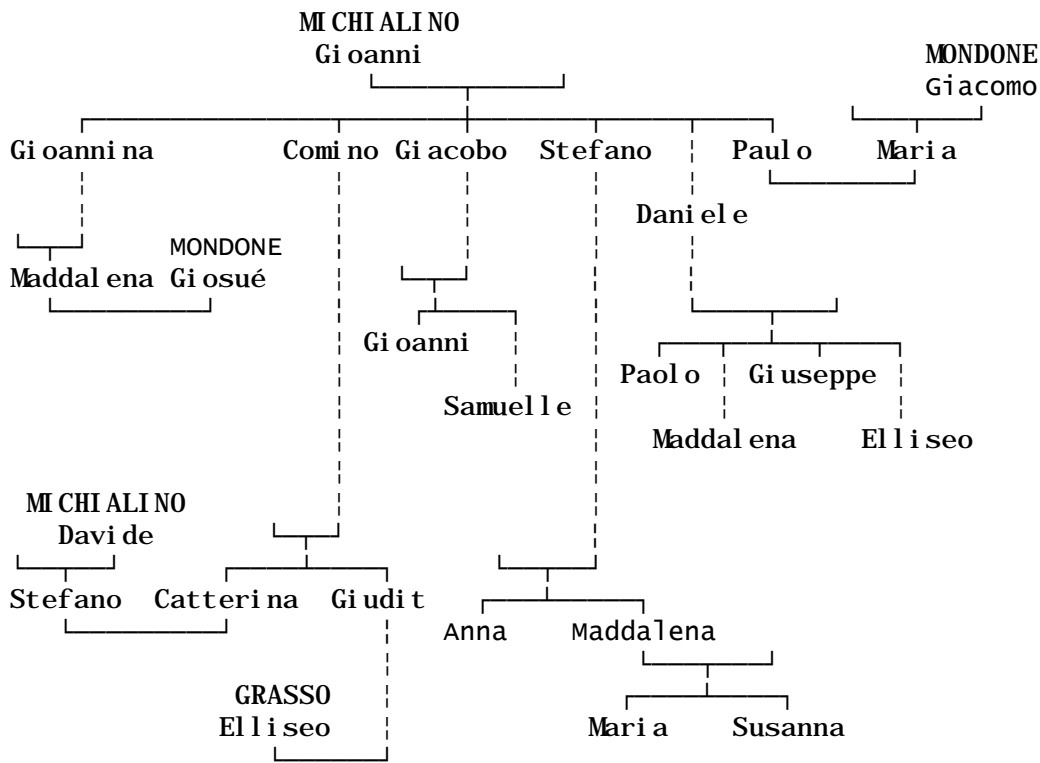 MICHIALINO
Gioanni MONDONE
Giacomo
Gioannina Comino Giacobo Stefano Paulo Maria
Daniele
MONDONE
Maddalena Giosué
Gioanni
Paolo Giuseppe
Samuelle
Maddalena Elliseo
MICHIALINO
Davide
Stefano Catterina Giudit
Anna Maddalena
GRASSO
Elliseo Maria Susanna